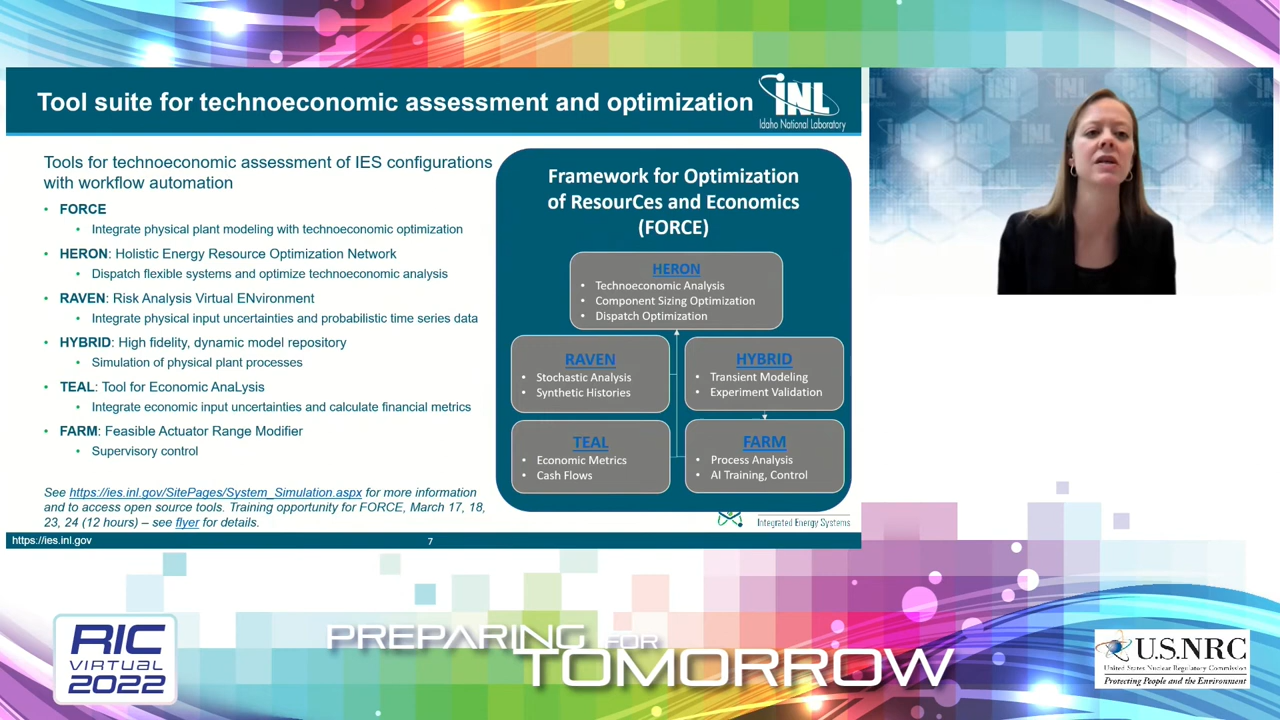 Tool suite for technoeconomic assessment and optimization
INL
Idaho National Laboratory
Tools for technoeconomic assessment of IES configurations
with workflow automation
• FORCE
• Integrate physical plant modeling with technoeconomic optimization
• HERON: Holistic Energy Resource Optimization Network
• Dispatch flexible systems and optimize technoeconomic analysis
• RAVEN: Risk Analysis Virtual ENvironment
• Integrate physical input uncertainties and probabilistic time series data
• HYBRID: High fidelity, dynamic model repository
• Simulation of physical plant processes
• TEAL: Tool for Economic AnaLysis
• Integrate economic input uncertainties and calculate financial metrics
• FARM: Feasible Actuator Range Modifier
• Supervisory control
See https://ies.inl.gov/SitePages/System_Simulation.aspx for more information
and to access open source tools. Training opportunity for FORCE, March 17, 18,
23, 24 (12 hours) – see flyer for details.
Framework for Optimization
of ResourCes and Economics
(FORCE)
HERON
• Technoeconomic Analysis
• Component Sizing Optimization
• Dispatch Optimization
RAVEN
• Stochastic Analysis
• Synthetic Histories
HYBRID
• Transient Modeling
• Experiment Validation
TEAL
• Economic Metrics
• Cash Flows
FARM
• Process Analysis
• AI Training, Control
Integrated Energy Systems
https://ies.inl.gov
7
INL
RIC
VIRTUAL
2022
PREPARING FOR
TOMORROW
U.S.NRC
United States Nuclear Regulatory Commission
Protecting People and the Environment